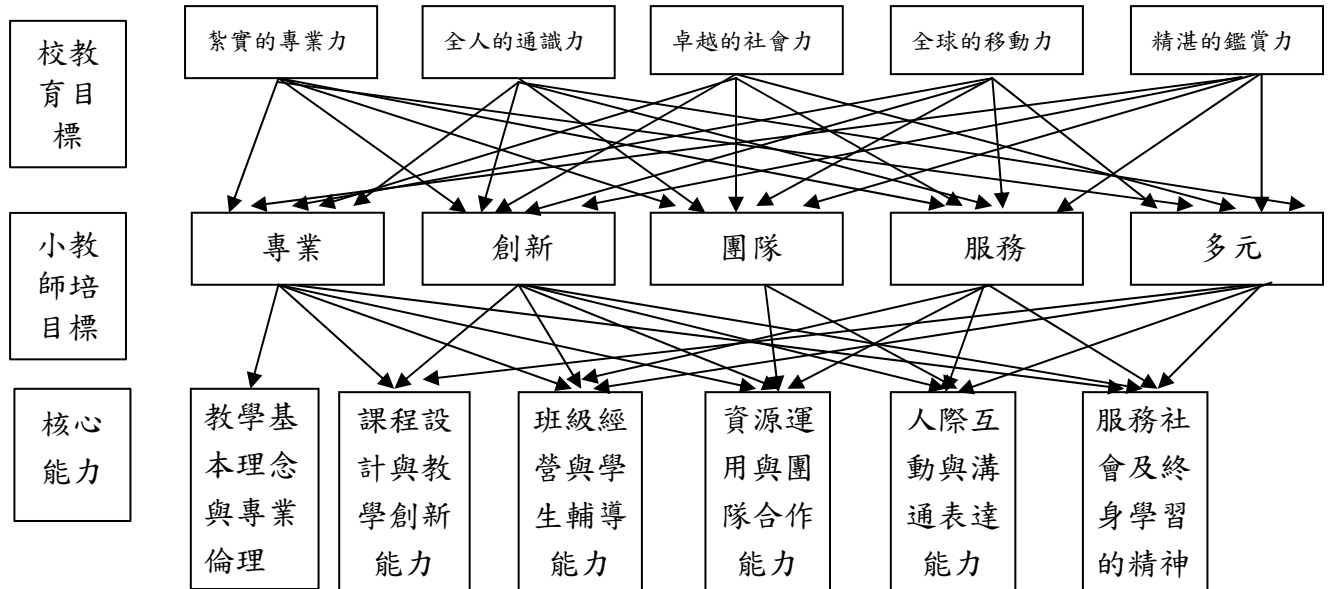 校教
育目
標
紮實的專業力
全人的通識力
卓越的社會力
全球的移動力
精湛的鑑賞力
小教
師培
目標
專業
創新
團隊
服務
多元
核心
能力
教學基
本理念
與專業
倫理
課程設
計與教
學創新
能力
班級經
營與學
生輔導
能力
資源運
用與團
隊合作
能力
人際互
動與溝
通表達
能力
服務社
會及終
身學習
的精神